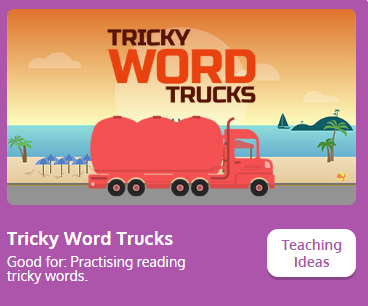 TRICKY
WORD
TRUCKS
Tricky Word Trucks
Good for: Practising reading
tricky words.
Teaching
Ideas